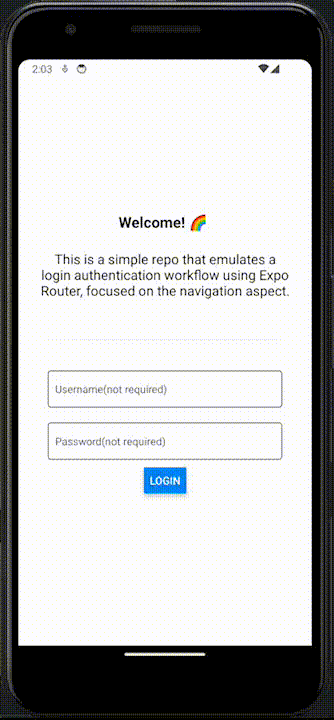 2:03
Welcome! 🌈
This is a simple repo that emulates a
login authentication workflow using Expo
Router, focused on the navigation aspect.
Username(not required)
Password(not required)
LOGIN